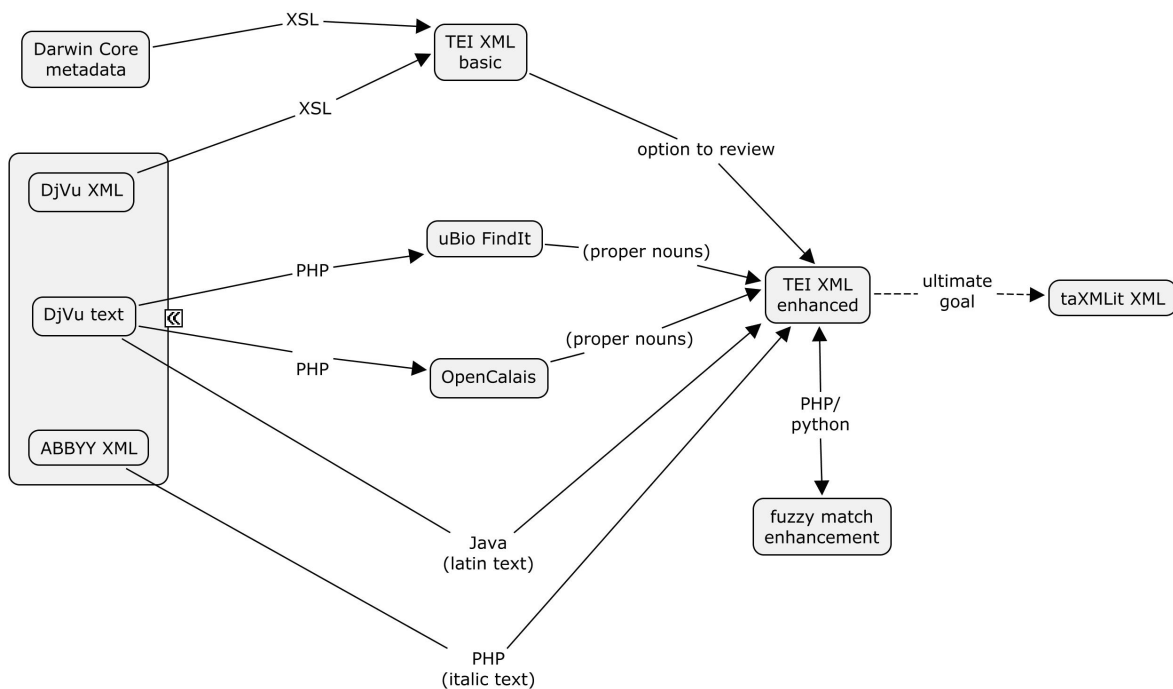 XSL
Darwin Core
metadata
TEI XML
basic
XSL
option to review
DjVu XML
uBio FindIt
(proper nouns)
PHP
DjVu text
TEI XML
enhanced
ultimate
goal
taXMLit XML
(proper nouns)
PHP
OpenCalais
PHP/
python
ABBYY XML
fuzzy match
enhancement
Java
(latin text)
PHP
(italic text)